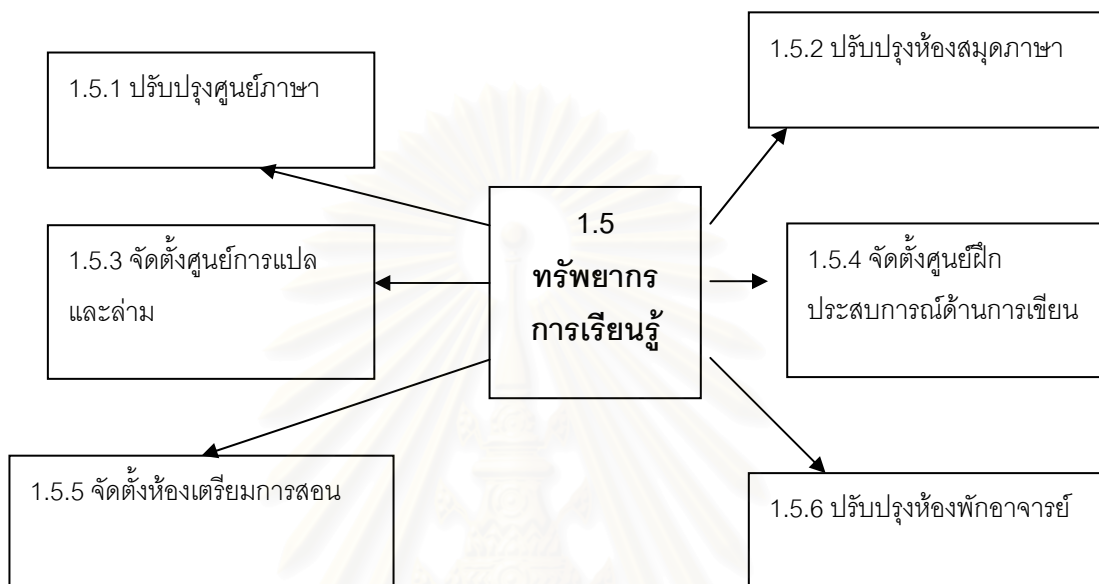 1.5.1 ปรับปรุงศูนย์ภาษา
1.5.2 ปรับปรุงห้องสมุดภาษา
1.5
ทรัพยากร
การเรียนรู้
1.5.3 จัดตั้งศูนย์การแปล
และล่าม
1.5.4 จัดตั้งศูนย์ฝึก
ประสบการณ์ด้านการเขียน
1.5.5 จัดตั้งห้องเตรียมการสอน
1.5.6 ปรับปรุงห้องพักอาจารย์